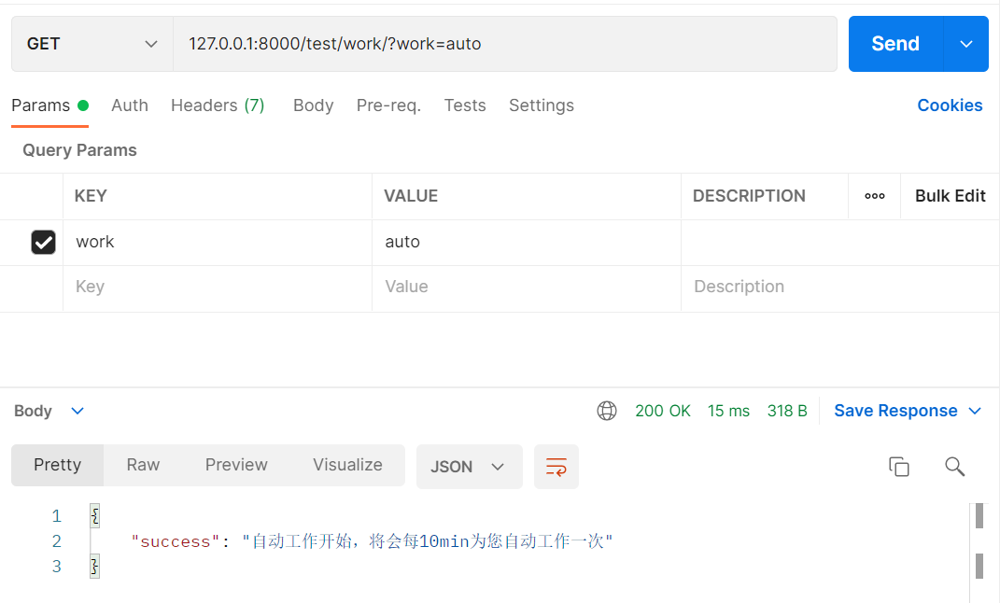 GET 127.0.0.1:8000/test/work/?work=auto Send
Params Auth Headers (7) Body Pre-req. Tests Settings Cookies
Query Params
KEY VALUE DESCRIPTION ooo Bulk Edit
work auto
Key Value Description
Body 200 OK 15 ms 318 B Save Response
Pretty Raw Preview Visualize JSON
1 {
2 "success": "自动工作开始，将会每10min为您自动工作一次"
3 }